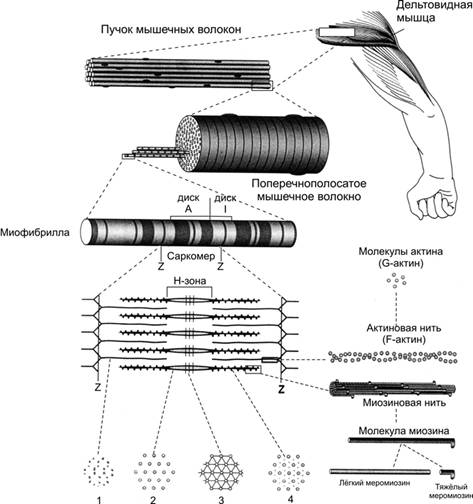 Пучок мышечных волокон
Дельтовидная
мышца
Поперечнополосатое
мышечное волокно
диск диск
A I
Миофибрилла
Саркомер
Z Z
Н-зона
Молекулы актина
(G-актин)
Актиновая нить
(F-актин)
Z Z
Миозиновая нить
Молекула миозина
Лёгкий меромиозин
Тяжёлый
меромиозин
1 2 3 4